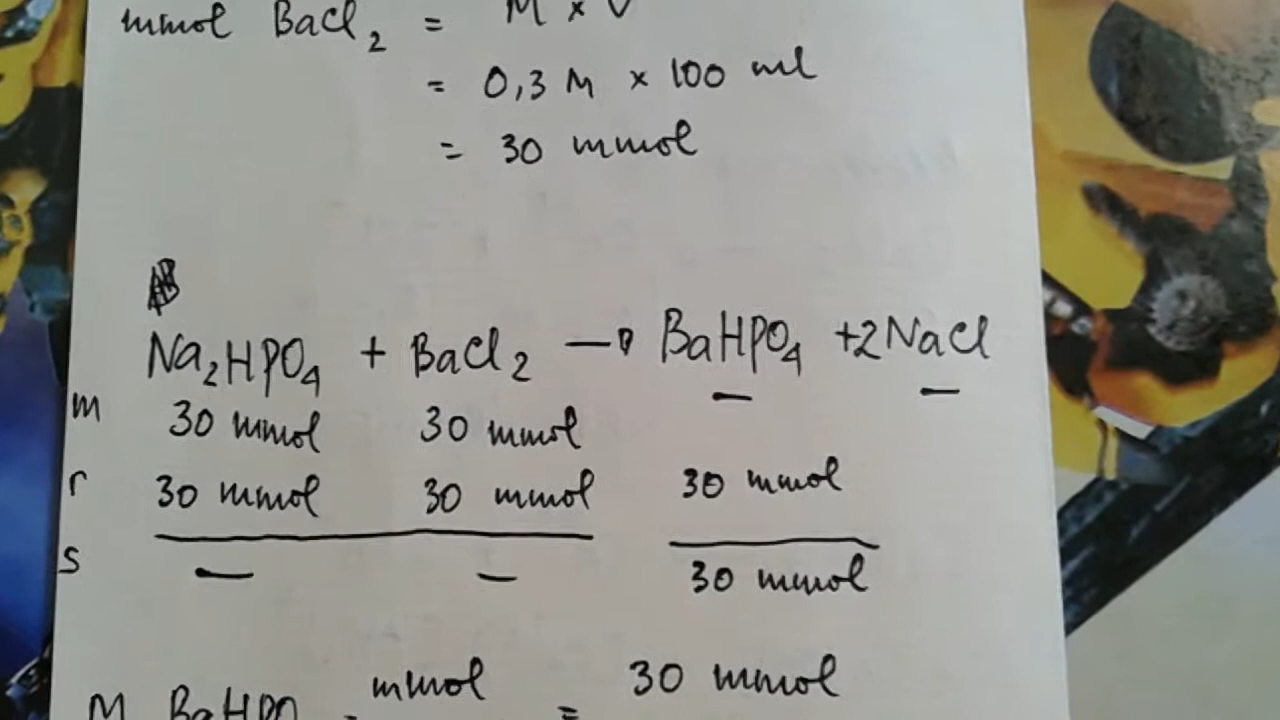 mmol BaCl₂ = M × V
= 0,3 M × 100 ml
= 30 mmol
Na₂HPO₄ + BaCl₂ → BaHPO₄ +2NaCl
m 30 mmol 30 mmol — —
r 30 mmol 30 mmol 30 mmol
s — — 30 mmol
M BaHPO = mmol = 30 mmol